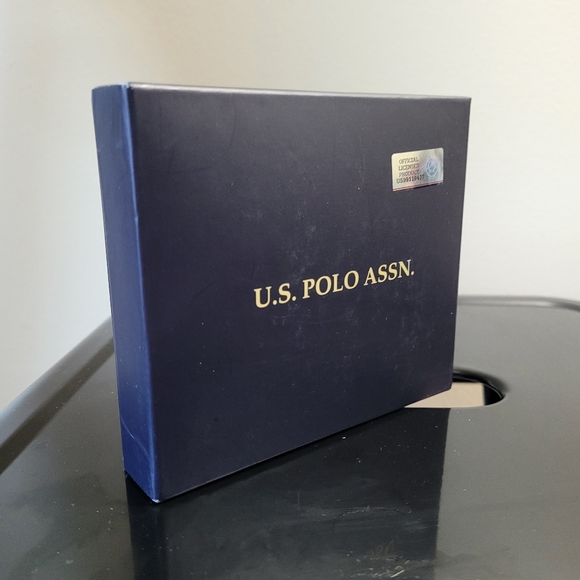 OFFICIAL
LICENSED
PRODUCT
U.S. POLO ASSN.